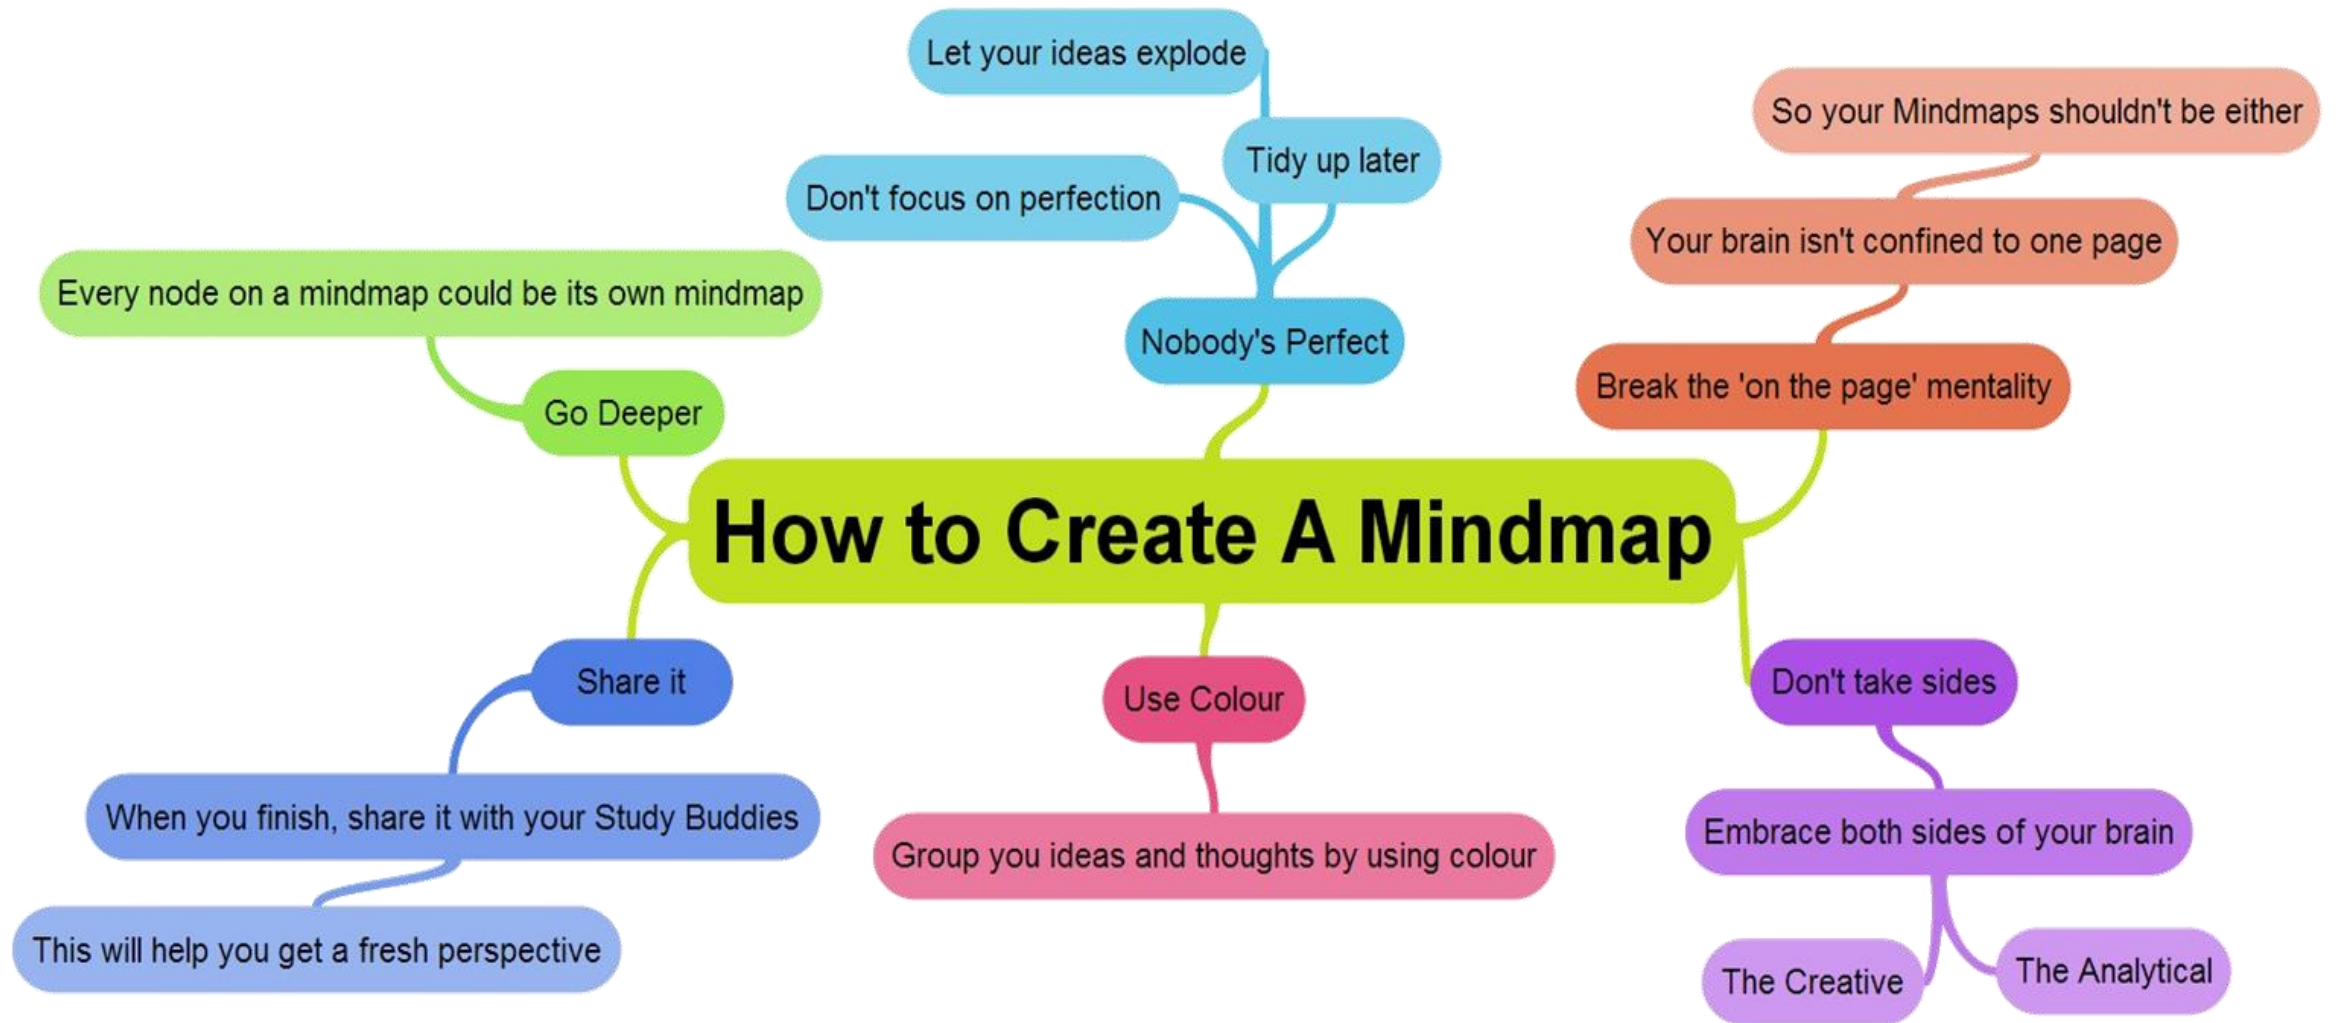 Let your ideas explode
Tidy up later
Don't focus on perfection
Nobody's Perfect
So your Mindmaps shouldn't be either
Your brain isn't confined to one page
Break the 'on the page' mentality
Every node on a mindmap could be its own mindmap
Go Deeper
How to Create A Mindmap
Share it
When you finish, share it with your Study Buddies
This will help you get a fresh perspective
Use Colour
Group you ideas and thoughts by using colour
Don't take sides
Embrace both sides of your brain
The Creative
The Analytical